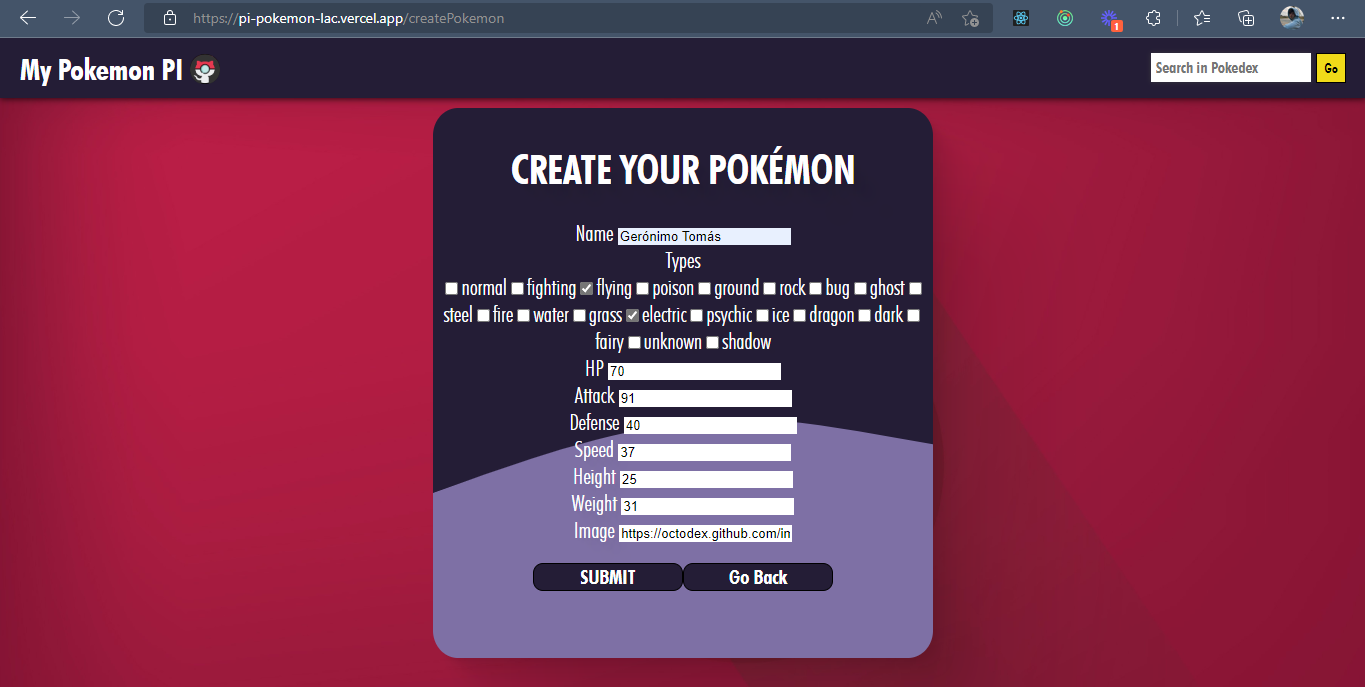 https://pi-pokemon-lac.vercel.app/createPokemon
1
My Pokemon PI
Search in Pokedex Go
CREATE YOUR POKÉMON
Name Gerónimo Tomás
Types
normal fighting flying poison ground rock bug ghost
steel fire water grass electric psychic ice dragon dark
fairy unknown shadow
HP 70
Attack 91
Defense 40
Speed 37
Height 25
Weight 31
Image https://octodex.github.com/in
SUBMIT Go Back